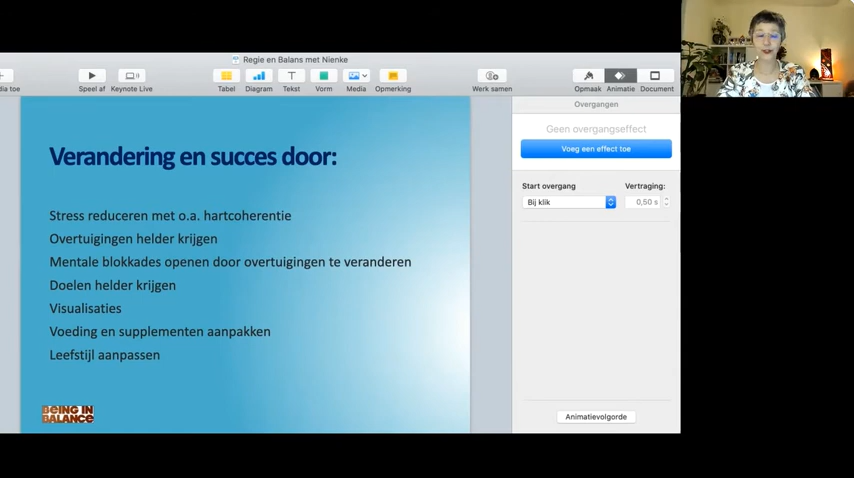 Regie en Balans met Nienke
dia toe
Speel af
Keynote Live
Tabel
Diagram
Tekst
Vorm
Media
Opmerking
Werk samen
Opmaak
Animatie
Document
Overgangen
Geen overgangseffect
Voeg een effect toe
Start overgang
Vertraging:
Bij klik
0,50 s
Verandering en succes door:
Stress reduceren met o.a. hartcoherentie
Overtuigingen helder krijgen
Mentale blokkades openen door overtuigingen te veranderen
Doelen helder krijgen
Visualisaties
Voeding en supplementen aanpakken
Leefstijl aanpassen
BEING IN
BALANCE
Animatievolgorde